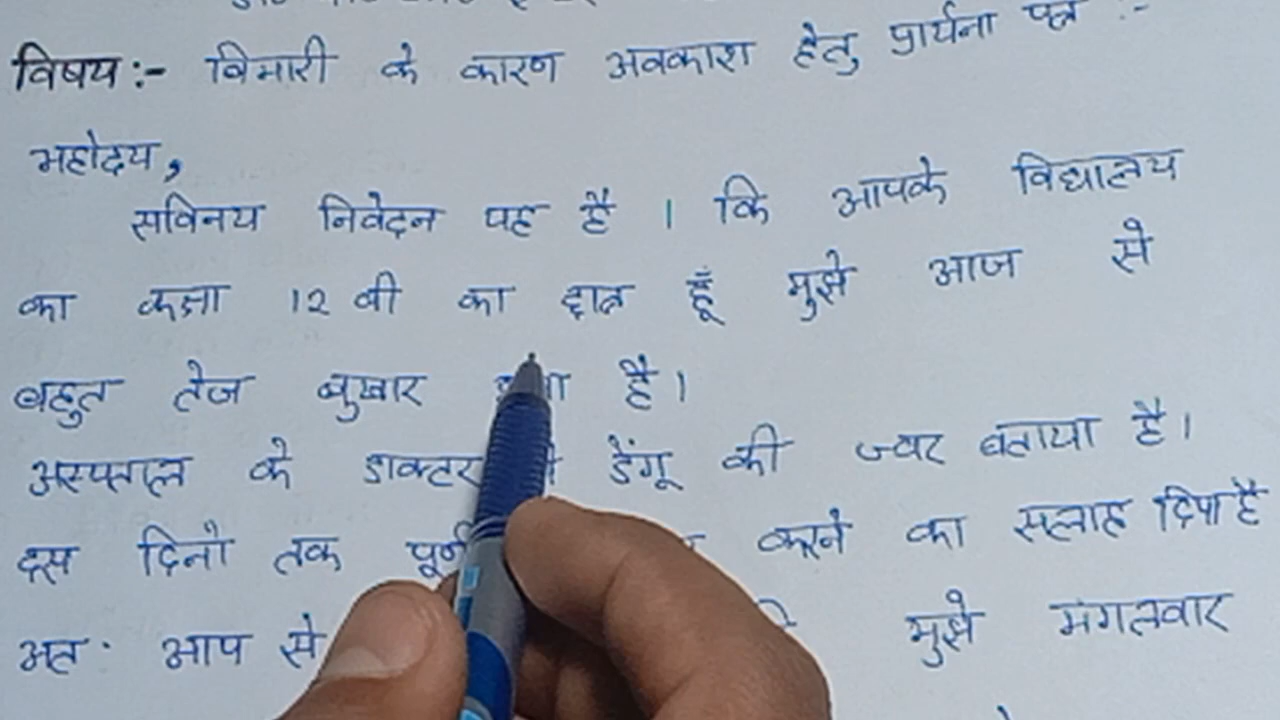 विषय :- बिमारी के कारण अवकाश हेतु प्रार्थना पत्र :-
महोदय,
सविनय निवेदन यह है । कि आपके विधालय
का कक्षा 12 वी का छात्र हूँ मुझे आज से
बहुत तेज बुखार है ।
अस्पताल के डाक्टर डेंगू की ज्वर बताया है ।
दस दिनो तक करने का सलाह दिया है
अतः आप से मुझे मंगलवार